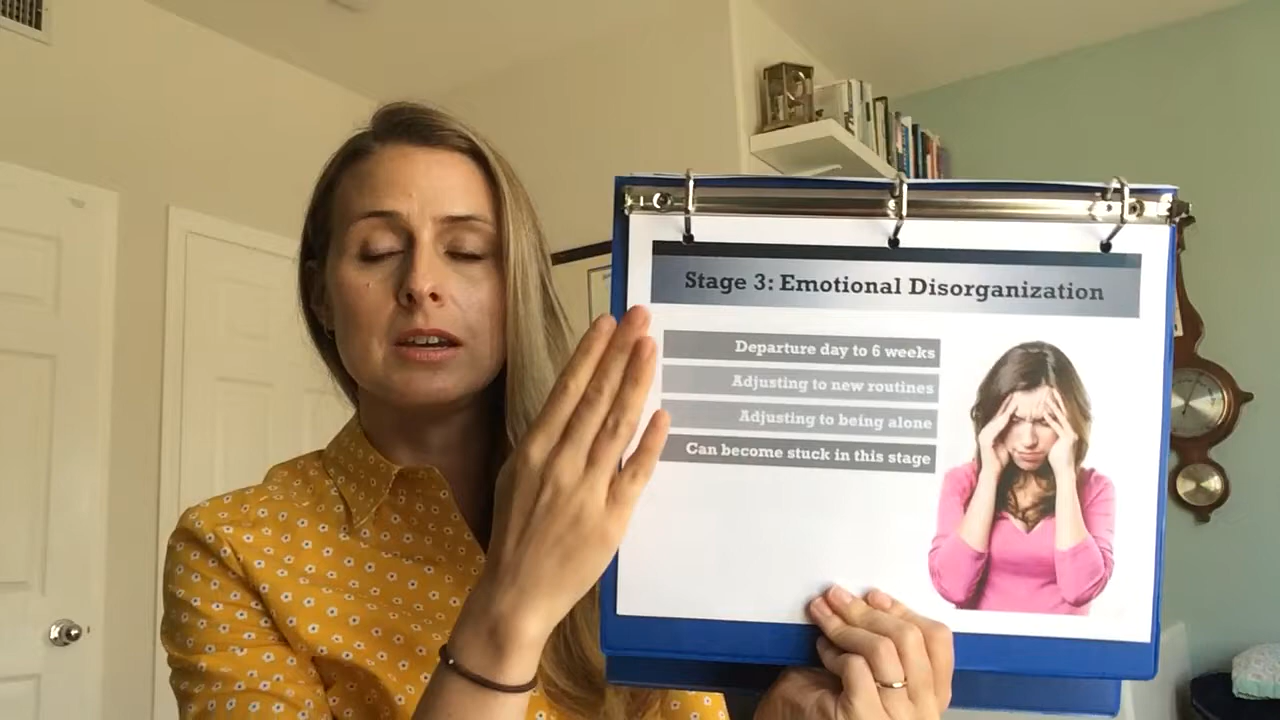 Stage 3: Emotional Disorganization
Departure day to 6 weeks
Adjusting to new routines
Adjusting to being alone
Can become stuck in this stage